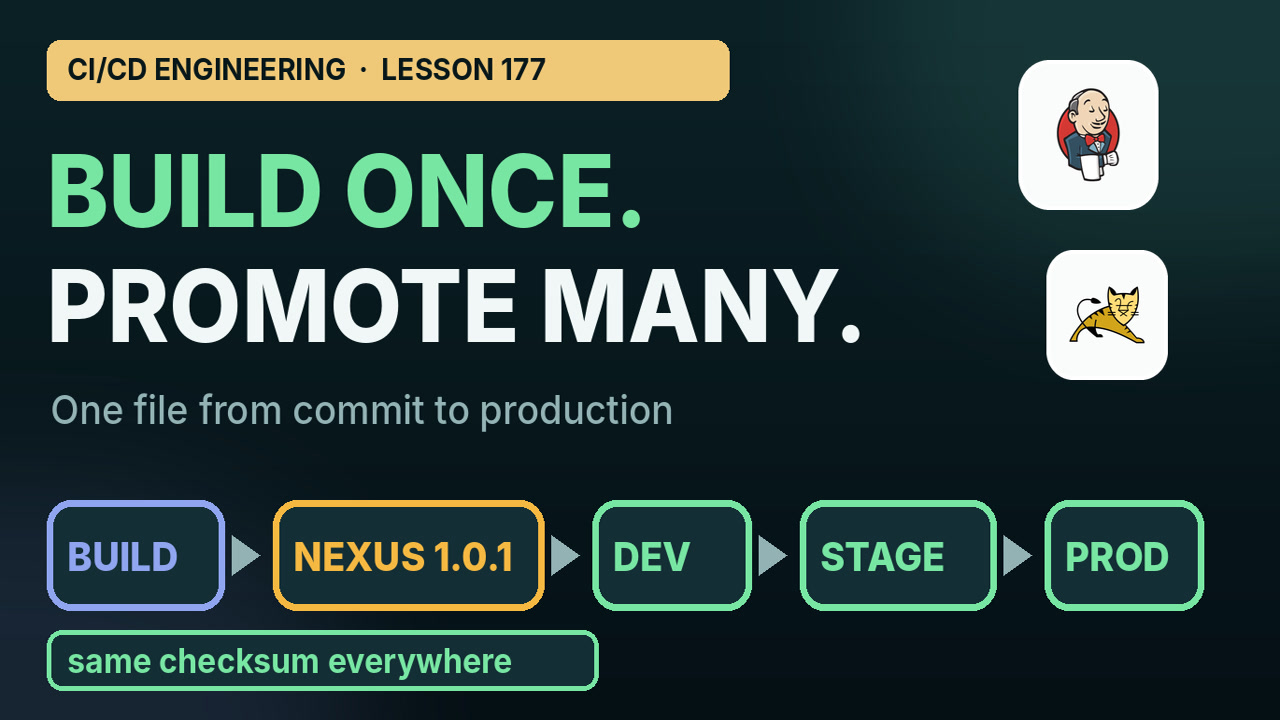 CI/CD ENGINEERING · LESSON 177
BUILD ONCE.
PROMOTE MANY.
One file from commit to production
BUILD
NEXUS 1.0.1
DEV
STAGE
PROD
same checksum everywhere